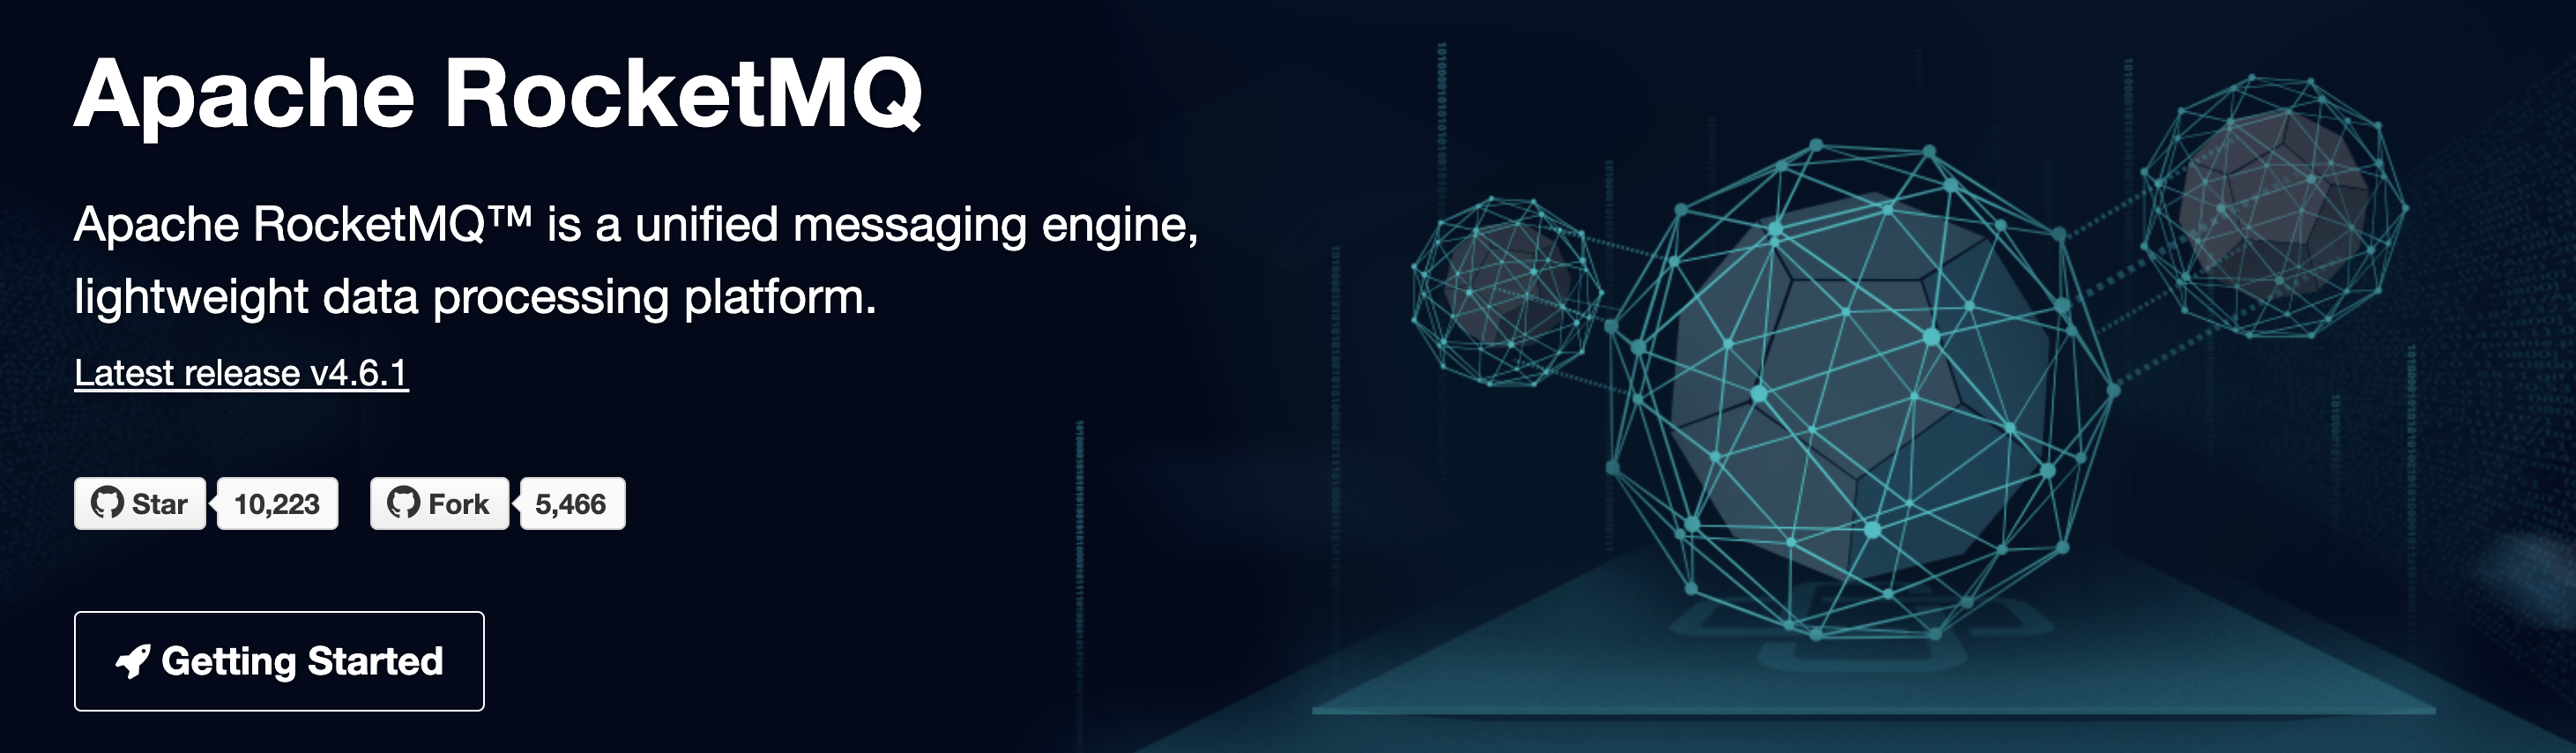 Apache RocketMQ
Apache RocketMQ™ is a unified messaging engine,
lightweight data processing platform.
Latest release v4.6.1
Star 10,223 Fork 5,466
Getting Started